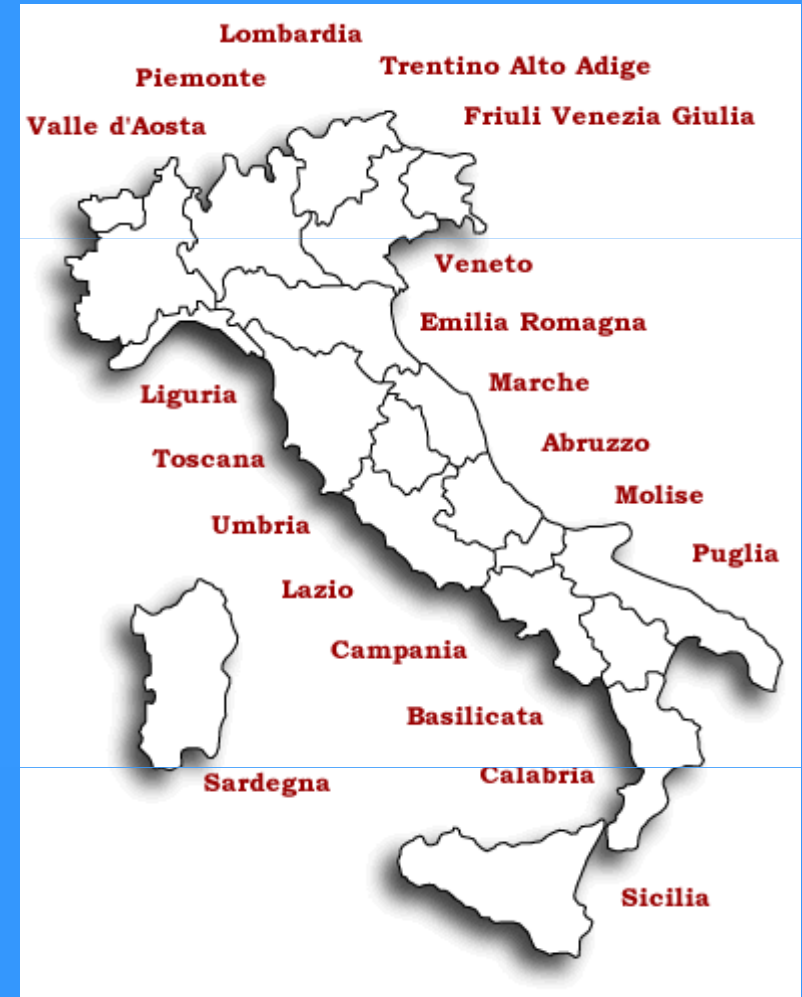 Lombardia
Trentino Alto Adige
Piemonte
Friuli Venezia Giulia
Valle d'Aosta
Veneto
Emilia Romagna
Marche
Liguria
Abruzzo
Toscana
Molise
Umbria
Puglia
Lazio
Campania
Basilicata
Calabria
Sardegna
Sicilia